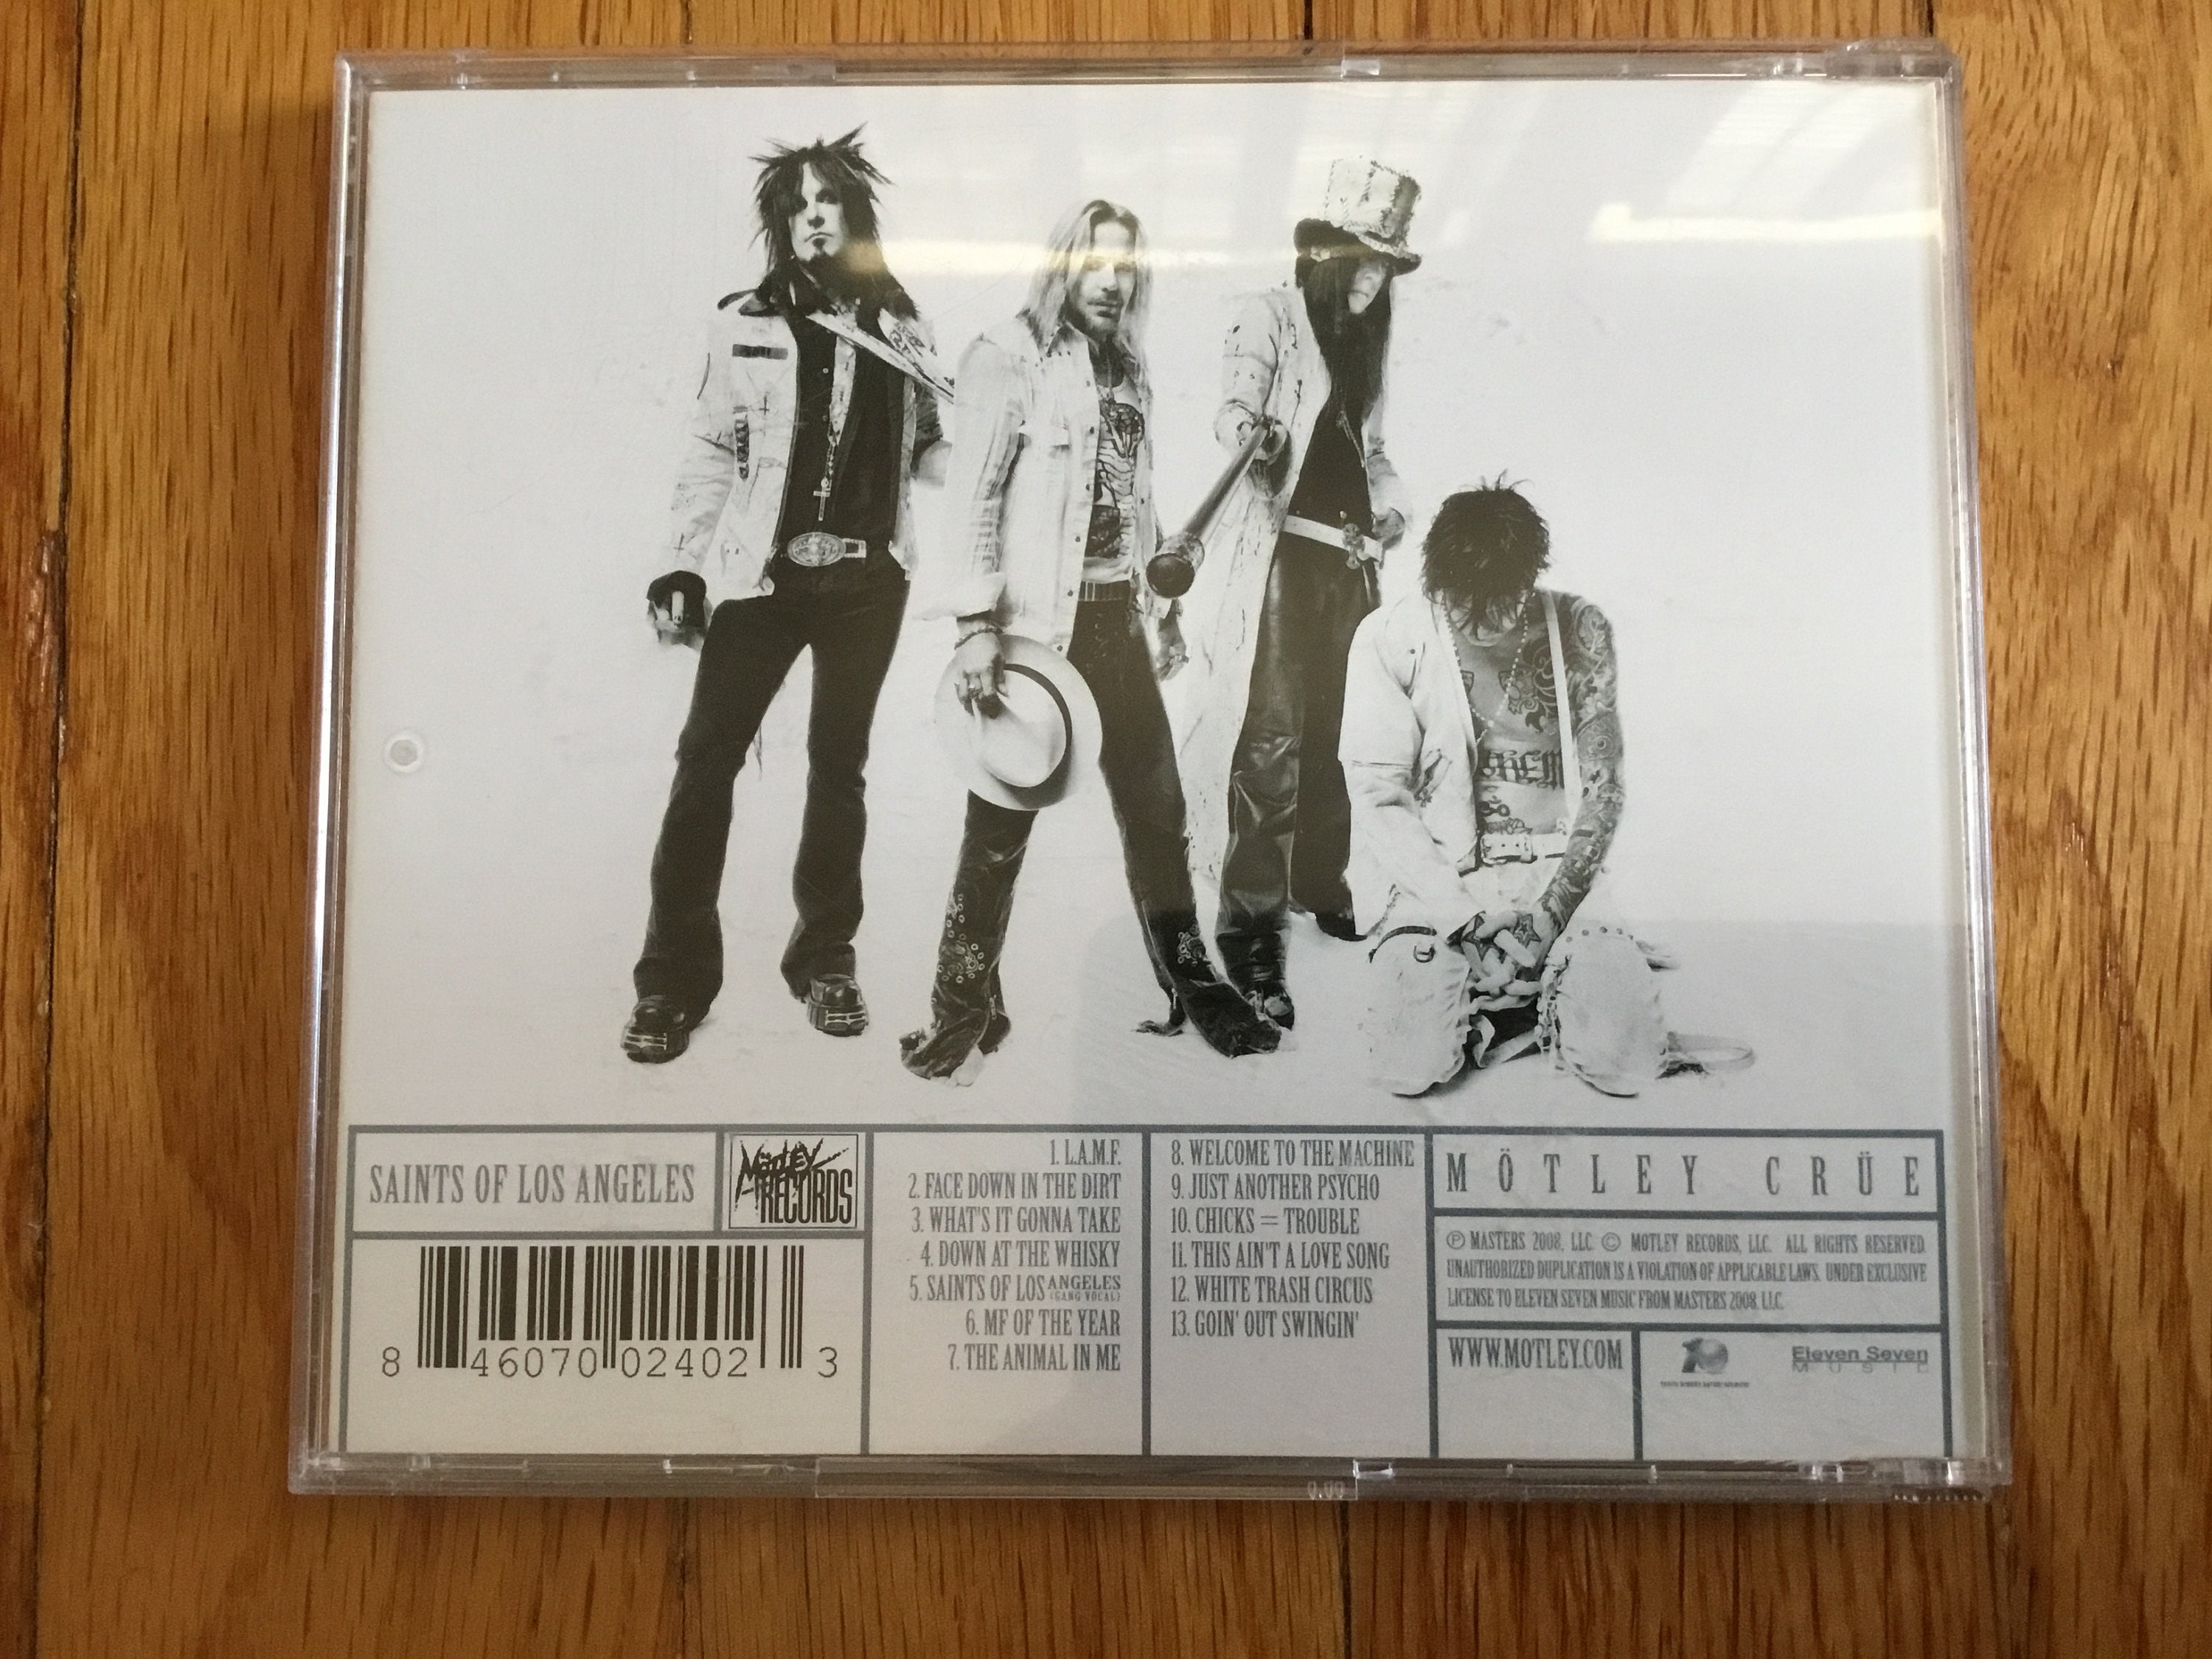 SAINTS OF LOS ANGELES
MÖTLEY
RECORDS
8 46070 02402 3
1. L.A.M.F.
2. FACE DOWN IN THE DIRT
3. WHAT'S IT GONNA TAKE
4. DOWN AT THE WHISKY
5. SAINTS OF LOS ANGELES
(GANG VOCAL)
6. MF OF THE YEAR
7. THE ANIMAL IN ME
8. WELCOME TO THE MACHINE
9. JUST ANOTHER PSYCHO
10. CHICKS = TROUBLE
11. THIS AIN'T A LOVE SONG
12. WHITE TRASH CIRCUS
13. GOIN' OUT SWINGIN'
MÖTLEY CRÜE
Ⓟ MASTERS 2008, LLC. © MOTLEY RECORDS, LLC. ALL RIGHTS RESERVED.
UNAUTHORIZED DUPLICATION IS A VIOLATION OF APPLICABLE LAWS. UNDER EXCLUSIVE
LICENSE TO ELEVEN SEVEN MUSIC FROM MASTERS 2008, LLC.
WWW.MOTLEY.COM
10
Eleven Seven
MUSIC